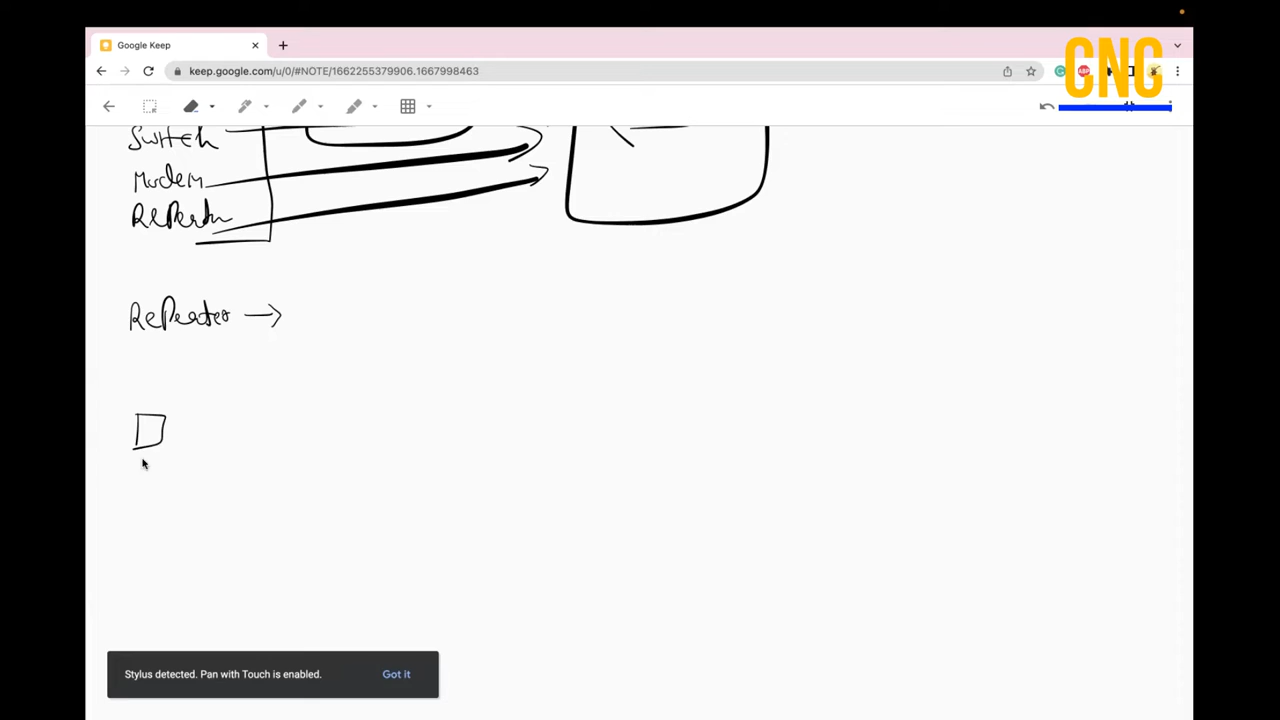 Google Keep
CNC
keep.google.com/u/0/#NOTE/1662255379906.1667998463
ABP
Switch
Modem
Repeater
Repeater →
Stylus detected. Pan with Touch is enabled. Got it